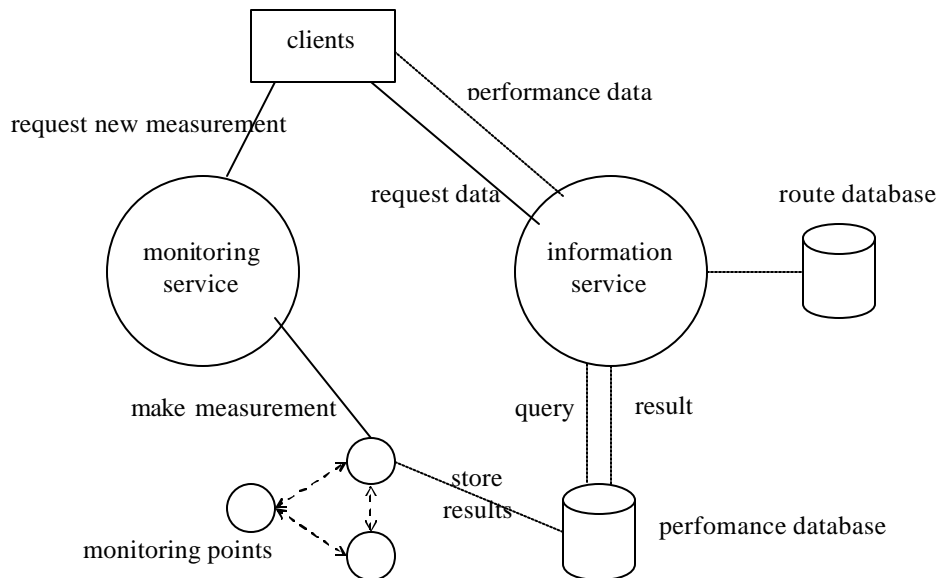 clients
performance data
request new measurement
request data
route database
monitoring
service
information
service
make measurement
query
result
store
results
perfomance database
monitoring points